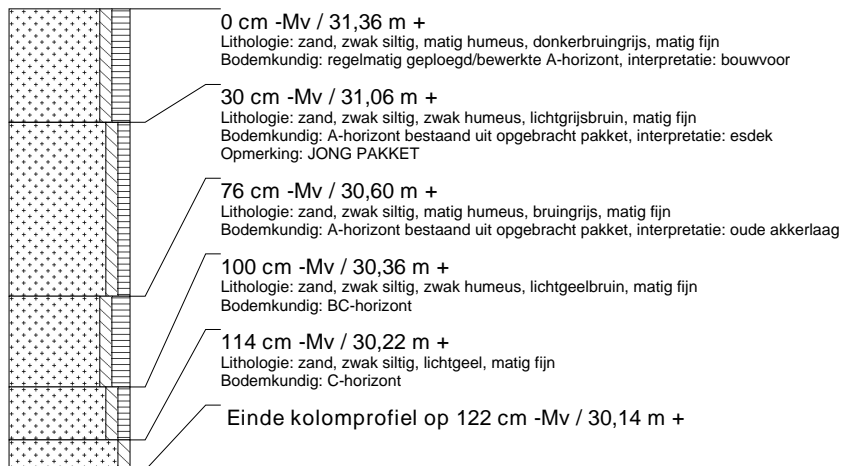 0 cm -Mv / 31,36 m +
Lithologie: zand, zwak siltig, matig humeus, donkerbruingrijs, matig fijn
Bodemkundig: regelmatig geploegd/bewerkte A-horizont, interpretatie: bouwvoor
30 cm -Mv / 31,06 m +
Lithologie: zand, zwak siltig, zwak humeus, lichtgrijsbruin, matig fijn
Bodemkundig: A-horizont bestaand uit opgebracht pakket, interpretatie: esdek
Opmerking: JONG PAKKET
76 cm -Mv / 30,60 m +
Lithologie: zand, zwak siltig, matig humeus, bruingrijs, matig fijn
Bodemkundig: A-horizont bestaand uit opgebracht pakket, interpretatie: oude akkerlaag
100 cm -Mv / 30,36 m +
Lithologie: zand, zwak siltig, zwak humeus, lichtgeelbruin, matig fijn
Bodemkundig: BC-horizont
114 cm -Mv / 30,22 m +
Lithologie: zand, zwak siltig, lichtgeel, matig fijn
Bodemkundig: C-horizont
Einde kolomprofiel op 122 cm -Mv / 30,14 m +